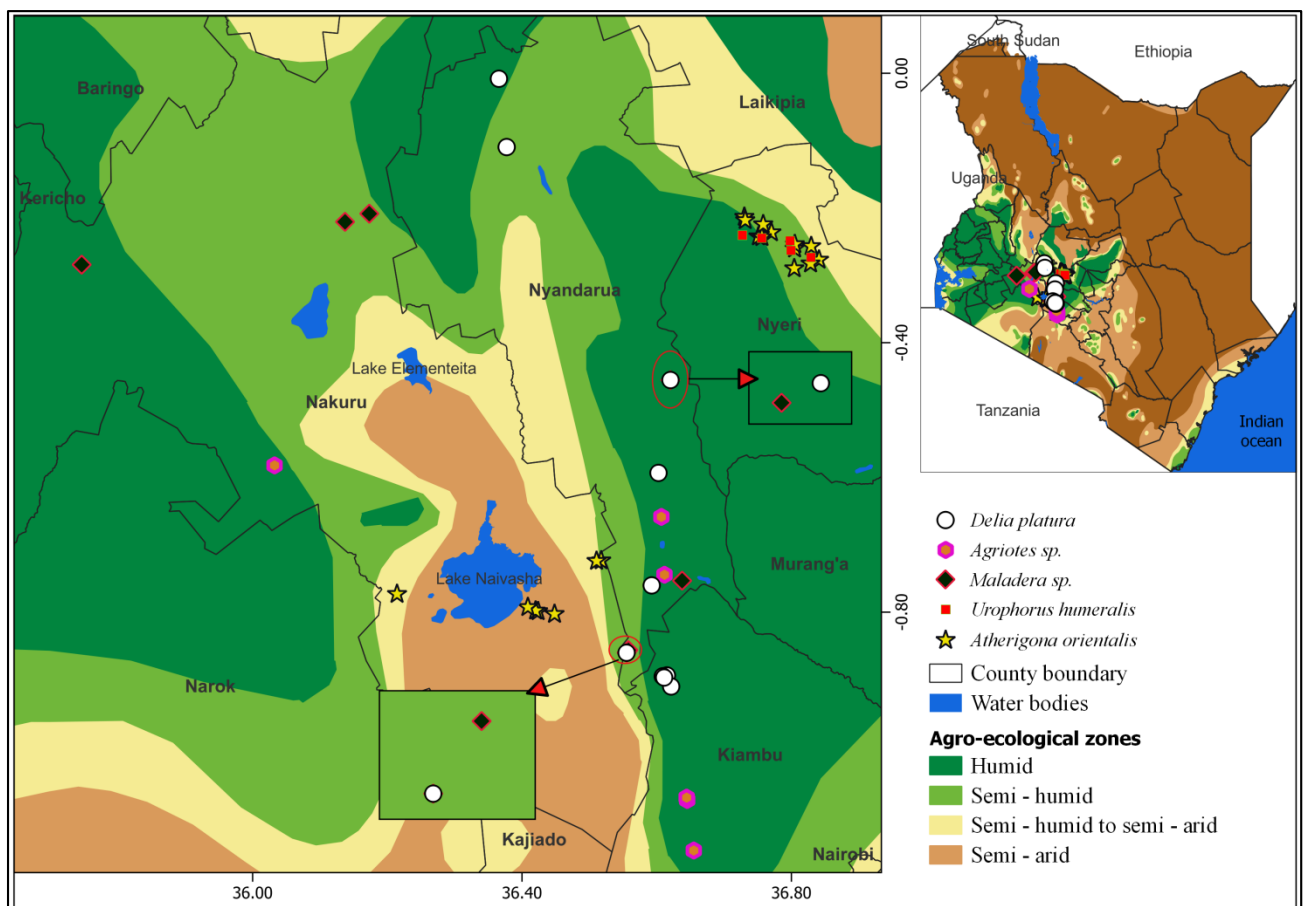 Baringo
Laikipia
Kericho
Nyandarua
Nyeri
Lake Elementeita
Nakuru
Lake Naivasha
Murang'a
Narok
Kiambu
Kajiado
Nairobi
36.00
36.40
36.80
0.00
-0.40
-0.80
South Sudan
Ethiopia
Uganda
Tanzania
Indian
ocean
Delia platura
Agriotes sp.
Maladera sp.
Urophorus humeralis
Atherigona orientalis
County boundary
Water bodies
Agro-ecological zones
Humid
Semi - humid
Semi - humid to semi - arid
Semi - arid